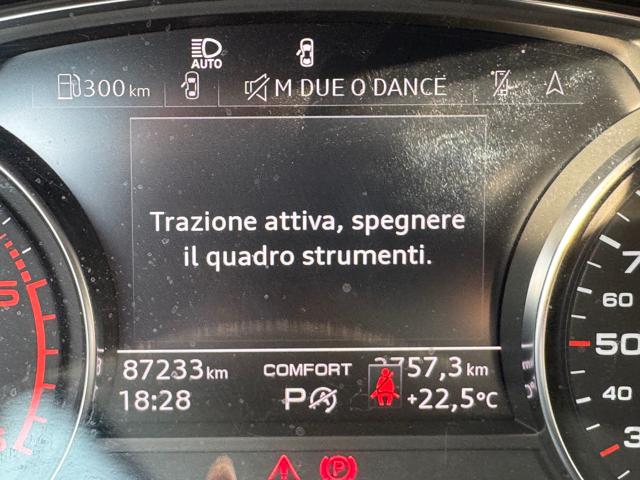 AUTO
300 km
M DUE O DANCE
Trazione attiva, spegnere
il quadro strumenti.
87233 km COMFORT 757,3 km
18:28 P +22,5°C
60
50
40
P